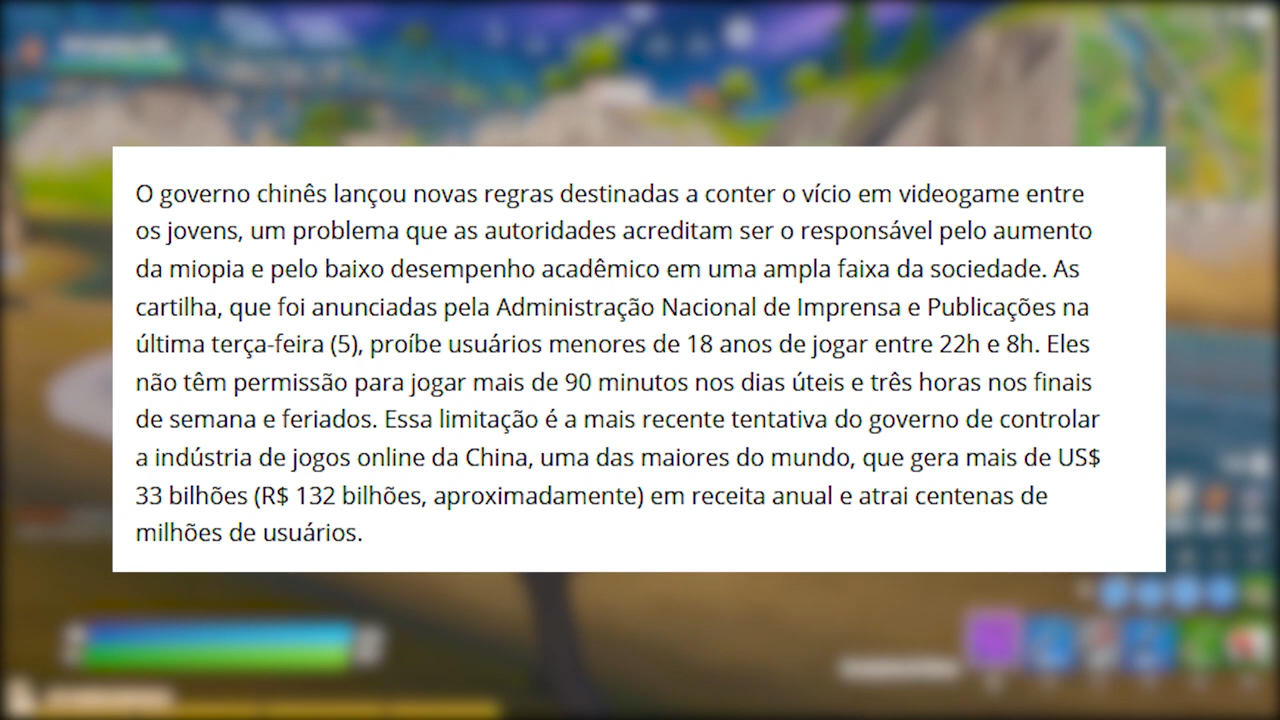 O governo chinês lançou novas regras destinadas a conter o vício em videogame entre
os jovens, um problema que as autoridades acreditam ser o responsável pelo aumento
da miopia e pelo baixo desempenho acadêmico em uma ampla faixa da sociedade. As
cartilha, que foi anunciadas pela Administração Nacional de Imprensa e Publicações na
última terça-feira (5), proíbe usuários menores de 18 anos de jogar entre 22h e 8h. Eles
não têm permissão para jogar mais de 90 minutos nos dias úteis e três horas nos finais
de semana e feriados. Essa limitação é a mais recente tentativa do governo de controlar
a indústria de jogos online da China, uma das maiores do mundo, que gera mais de US$
33 bilhões (R$ 132 bilhões, aproximadamente) em receita anual e atrai centenas de
milhões de usuários.